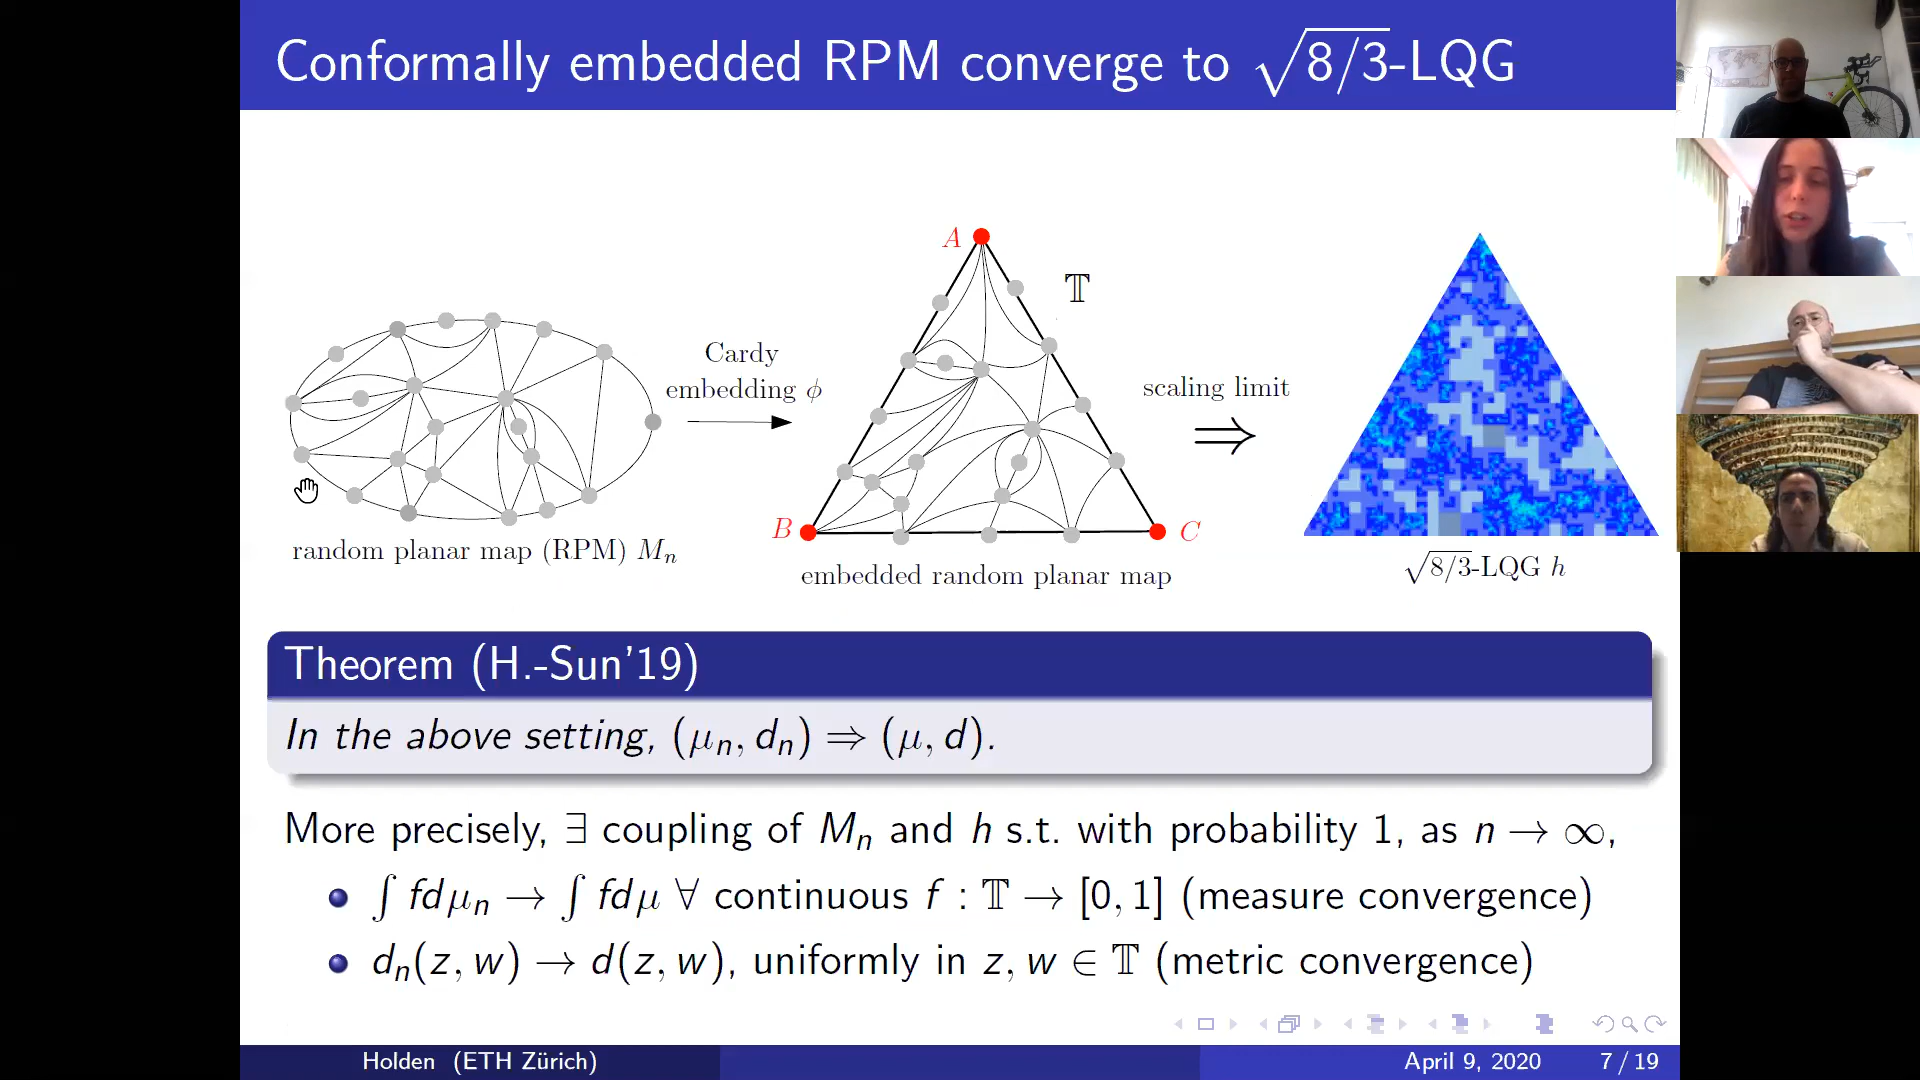 Conformally embedded RPM converge to √8/3-LQG
A
𝕋
Cardy
embedding ϕ
scaling limit
⇒
B
C
random planar map (RPM) Mₙ
embedded random planar map
√8/3-LQG h
Theorem (H.-Sun'19)
In the above setting, (μₙ, dₙ) ⇒ (μ, d).
More precisely, ∃ coupling of Mₙ and h s.t. with probability 1, as n → ∞,
∫ fdμₙ → ∫ fdμ ∀ continuous f : 𝕋 → [0, 1] (measure convergence)
dₙ(z, w) → d(z, w), uniformly in z, w ∈ 𝕋 (metric convergence)
Holden (ETH Zürich)
April 9, 2020
7 / 19